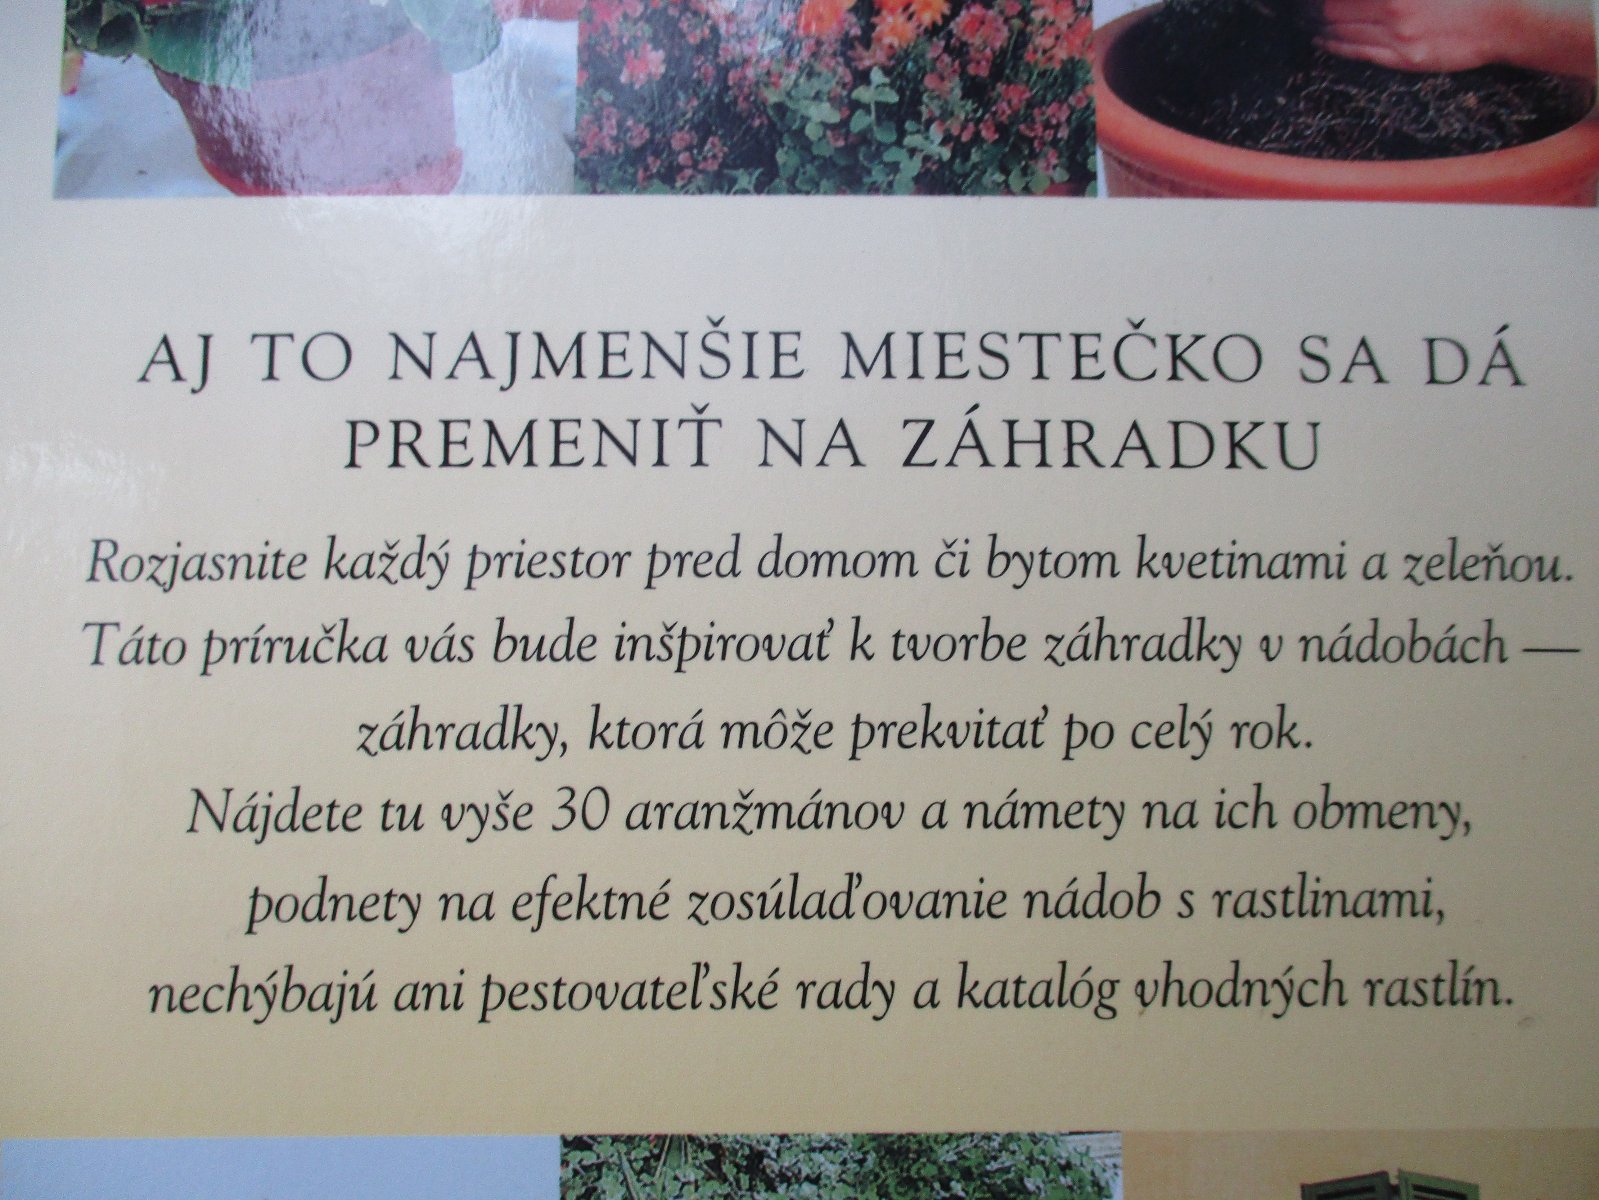 AJ TO NAJMENŠIE MIESTEČKO SA DÁ
PREMENIŤ NA ZÁHRADKU
Rozjasnite každý priestor pred domom či bytom kvetinami a zeleňou.
Táto príručka vás bude inšpirovať k tvorbe záhradky v nádobách —
záhradky, ktorá môže prekvitať po celý rok.
Nájdete tu vyše 30 aranžmánov a námety na ich obmeny,
podnety na efektné zosúlaďovanie nádob s rastlinami,
nechýbajú ani pestovateľské rady a katalóg vhodných rastlín.